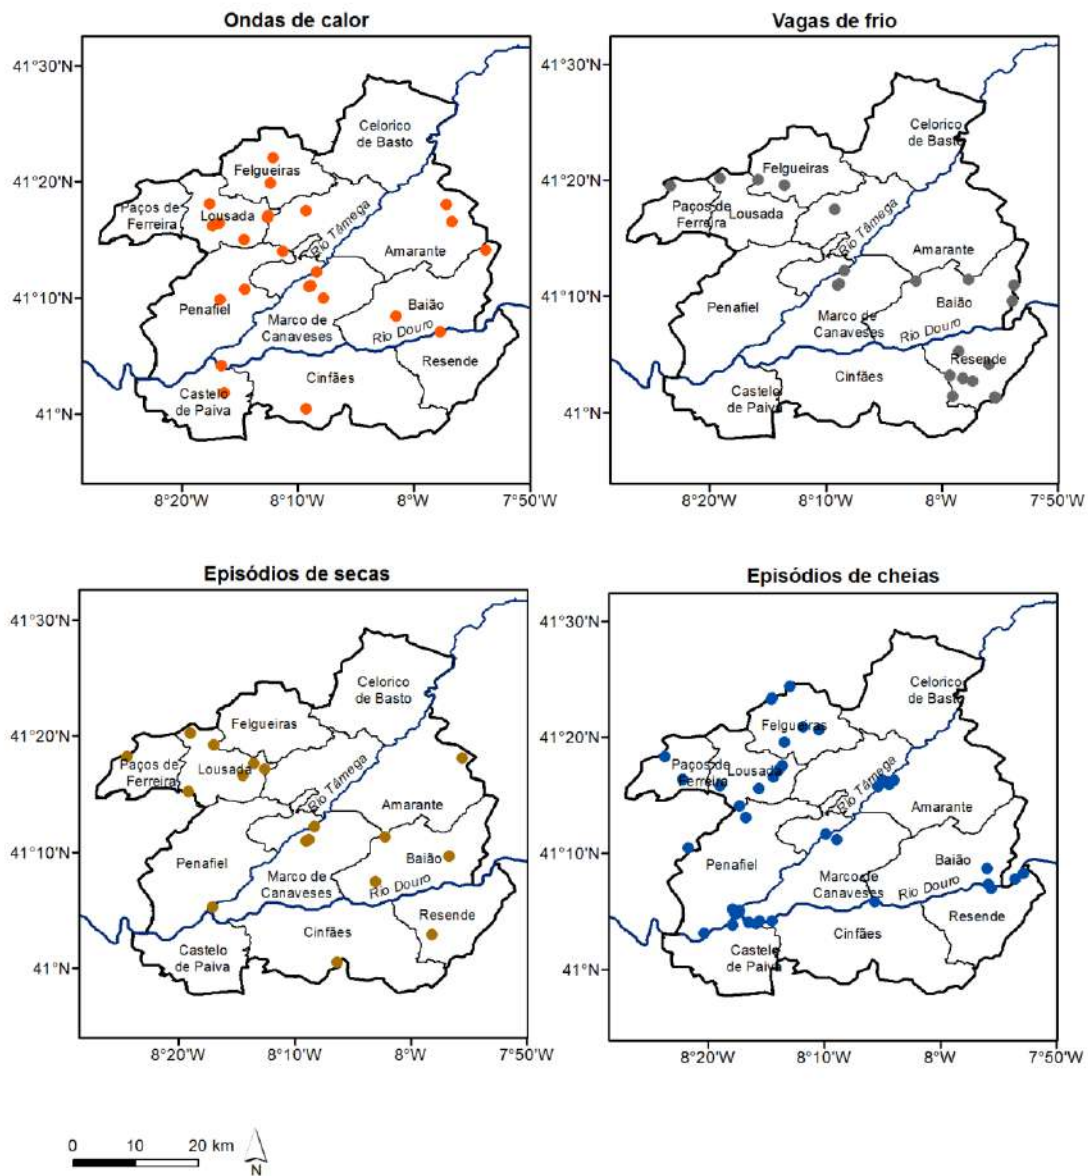 Ondas de calor
41°30'N
41°20'N
41°10'N
41°N
Celorico
de Basto
Felgueiras
Paços de
Ferreira
Lousada
Rio Tâmega
Amarante
Penafiel
Baião
Marco de
Canaveses
Rio Douro
Resende
Cinfães
Castelo
de Paiva
8°20'W
8°10'W
8°W
7°50'W
Vagas de frio
41°30'N
41°20'N
41°10'N
41°N
Celorico
de Basto
Felgueiras
Paços de
Ferreira
Lousada
Rio Tâmega
Amarante
Penafiel
Baião
Marco de
Canaveses
Rio Douro
Resende
Cinfães
Castelo
de Paiva
8°20'W
8°10'W
8°W
7°50'W
Episódios de secas
41°30'N
41°20'N
41°10'N
41°N
Celorico
de Basto
Felgueiras
Paços de
Ferreira
Lousada
Rio Tâmega
Amarante
Penafiel
Baião
Marco de
Canaveses
Rio Douro
Resende
Cinfães
Castelo
de Paiva
8°20'W
8°10'W
8°W
7°50'W
Episódios de cheias
41°30'N
41°20'N
41°10'N
41°N
Celorico
de Basto
Felgueiras
Paços de
Ferreira
Lousada
Rio Tâmega
Amarante
Penafiel
Baião
Marco de
Canaveses
Rio Douro
Resende
Cinfães
Castelo
de Paiva
8°20'W
8°10'W
8°W
7°50'W
0 10 20 km
N